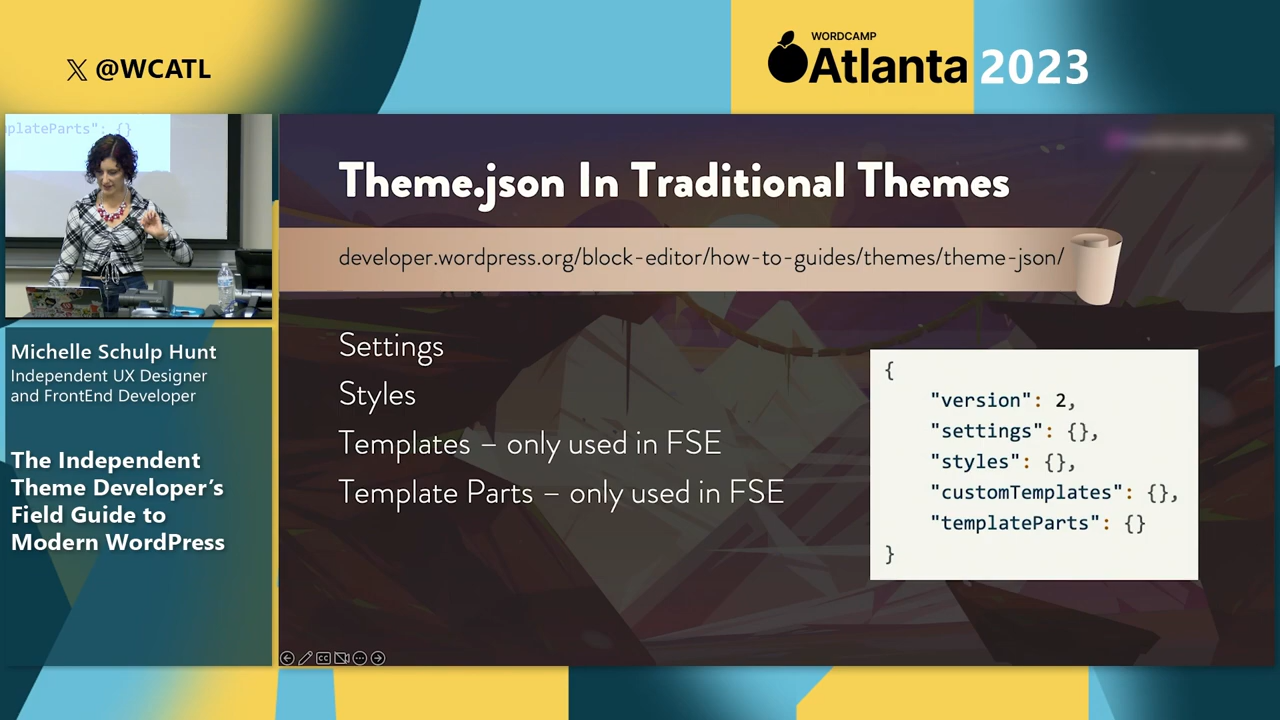 𝕏 @WCATL
WORDCAMP
Atlanta 2023
plateParts": {}
Michelle Schulp Hunt
Independent UX Designer
and FrontEnd Developer
The Independent
Theme Developer's
Field Guide to
Modern WordPress
Theme.json In Traditional Themes
developer.wordpress.org/block-editor/how-to-guides/themes/theme-json/
Settings
Styles
Templates – only used in FSE
Template Parts – only used in FSE
{
"version": 2,
"settings": {},
"styles": {},
"customTemplates": {},
"templateParts": {}
}
CC